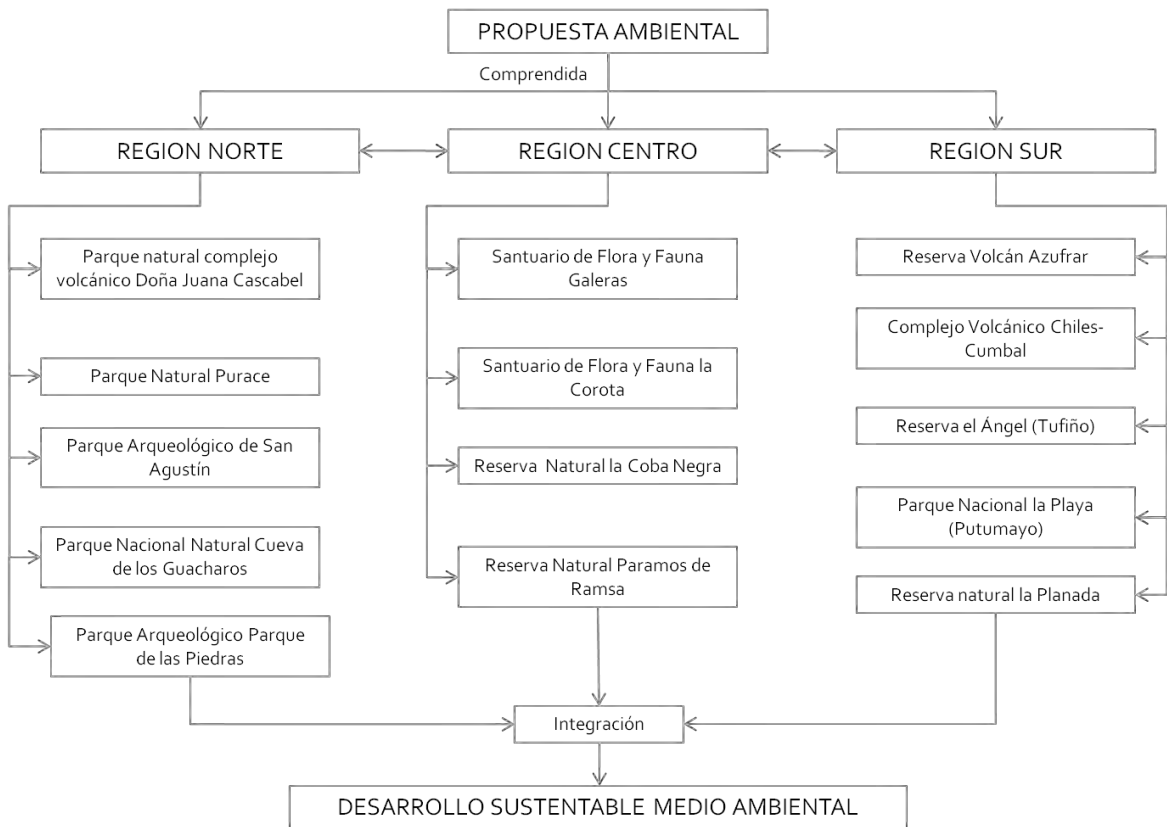 PROPUESTA AMBIENTAL
Comprendida
REGION NORTE
REGION CENTRO
REGION SUR
Parque natural complejo
volcánico Doña Juana Cascabel
Parque Natural Purace
Parque Arqueológico de San
Agustín
Parque Nacional Natural Cueva
de los Guacharos
Parque Arqueológico Parque
de las Piedras
Santuario de Flora y Fauna
Galeras
Santuario de Flora y Fauna la
Corota
Reserva Natural la Coba Negra
Reserva Natural Paramos de
Ramsa
Reserva Volcán Azufrar
Complejo Volcánico Chiles-
Cumbal
Reserva el Ángel (Tufiño)
Parque Nacional la Playa
(Putumayo)
Reserva natural la Planada
Integración
DESARROLLO SUSTENTABLE MEDIO AMBIENTAL